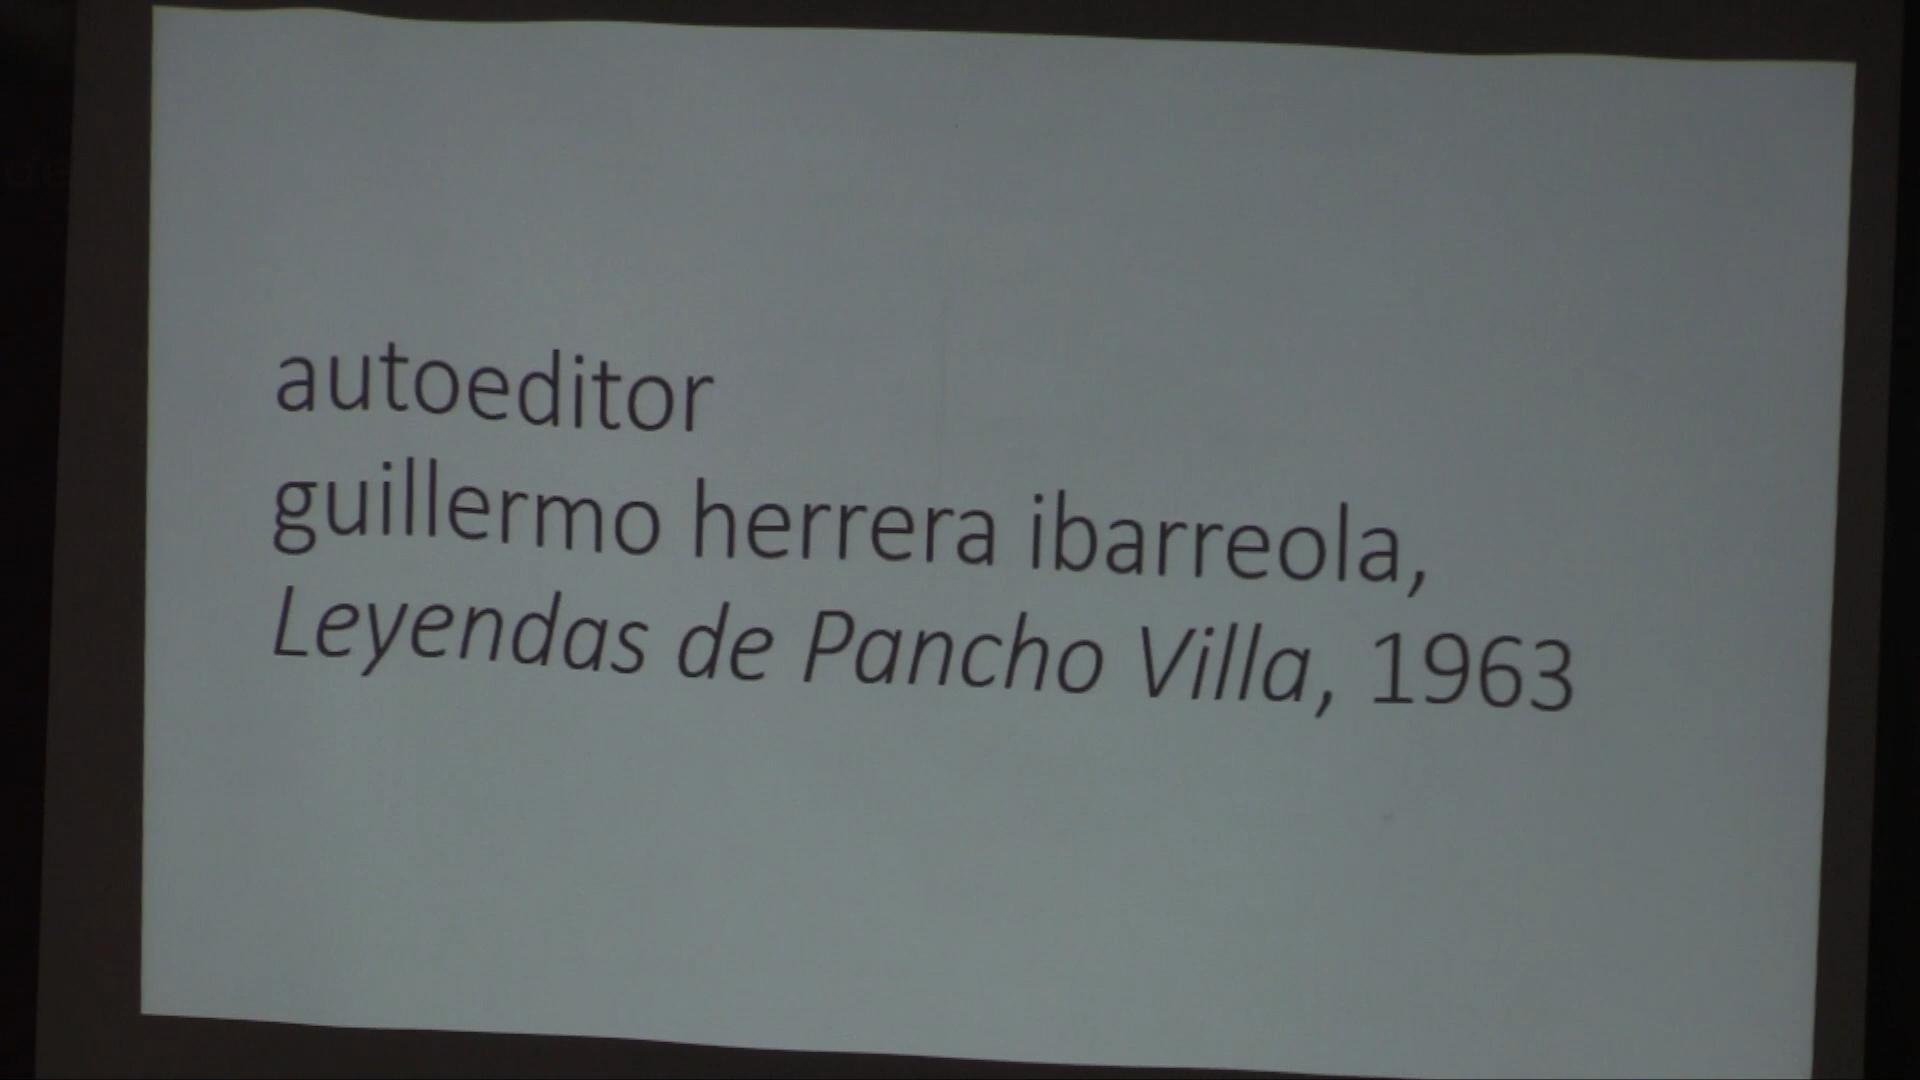 autoeditor
guillermo herrera ibarreola,
Leyendas de Pancho Villa, 1963